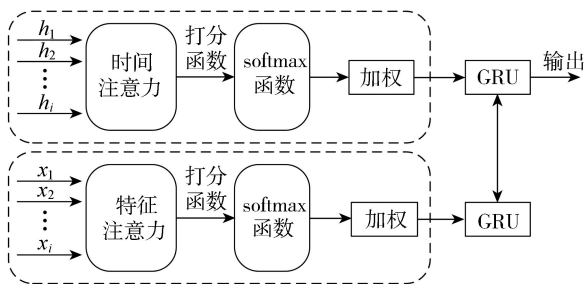 h₁
h₂
⋮
hᵢ
时间
注意力
打分
函数
softmax
函数
加权
GRU
输出
x₁
x₂
⋮
xᵢ
特征
注意力
打分
函数
softmax
函数
加权
GRU